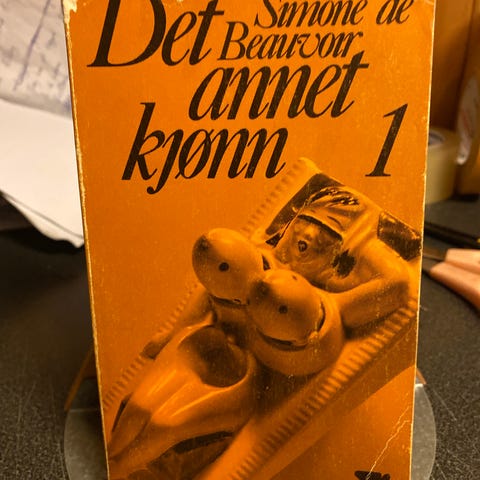 Simone de
Det Beauvoir
annet
kjønn 1